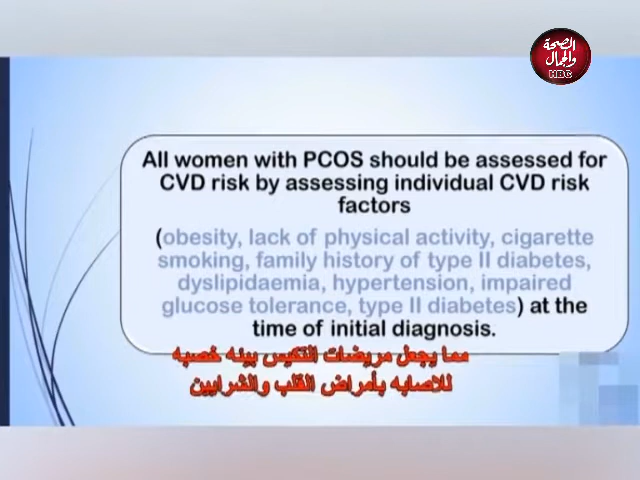 الصحة
والجمال
HBC
All women with PCOS should be assessed for
CVD risk by assessing individual CVD risk
factors
(obesity, lack of physical activity, cigarette
smoking, family history of type II diabetes,
dyslipidaemia, hypertension, impaired
glucose tolerance, type II diabetes) at the
time of initial diagnosis.
مما يجعل مريضات التكيس بيئه خصبه
للاصابه بأمراض القلب والشرايين